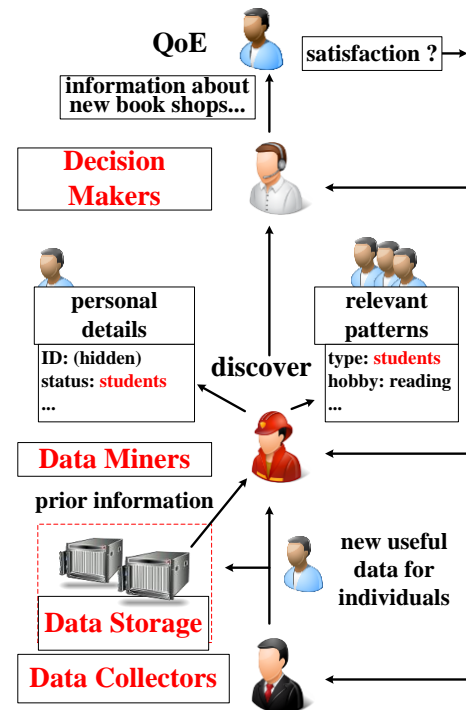 QoE
satisfaction ?
information about
new book shops...
Decision
Makers
personal
details
ID: (hidden)
status: students
...
relevant
patterns
type: students
hobby: reading
...
discover
Data Miners
prior information
new useful
data for
individuals
Data Storage
Data Collectors